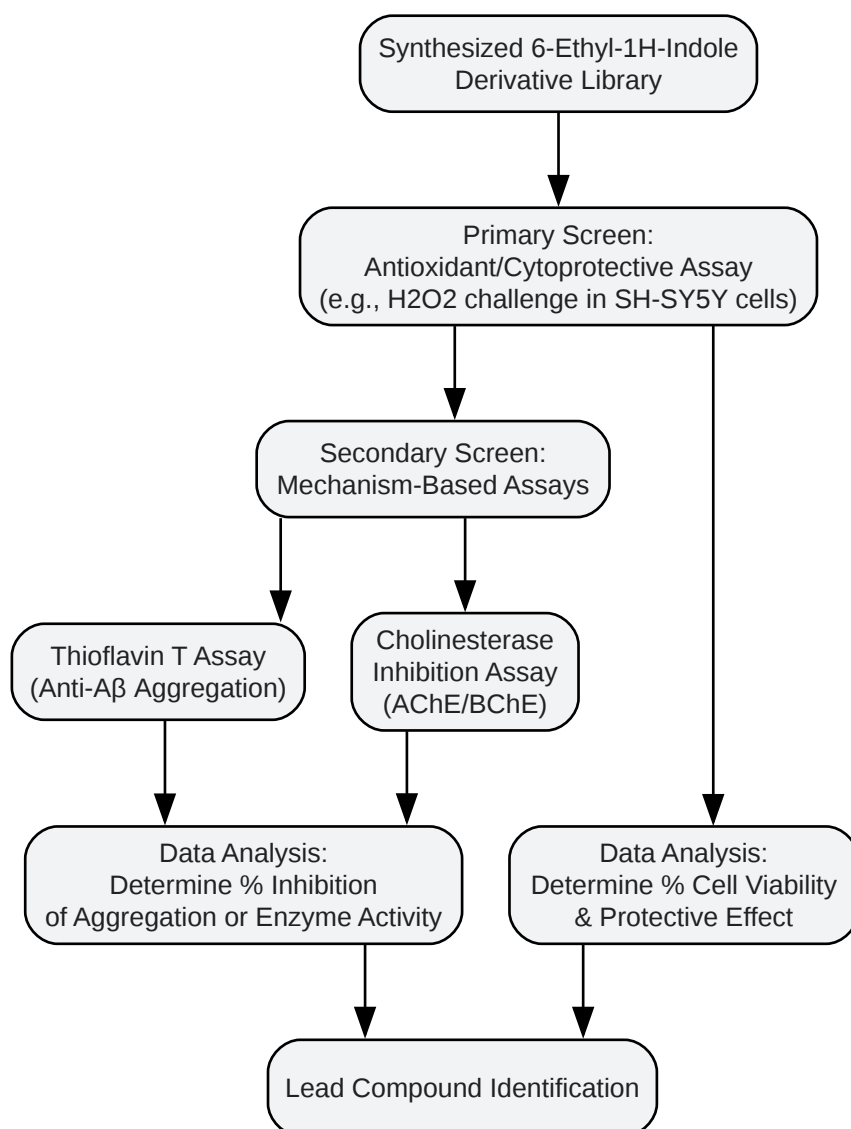 Synthesized 6-Ethyl-1H-Indole
Derivative Library
Primary Screen:
Antioxidant/Cytoprotective Assay
(e.g., H2O2 challenge in SH-SY5Y cells)
Secondary Screen:
Mechanism-Based Assays
Thioflavin T Assay
(Anti-Aβ Aggregation)
Cholinesterase
Inhibition Assay
(AChE/BChE)
Data Analysis:
Determine % Inhibition
of Aggregation or Enzyme Activity
Data Analysis:
Determine % Cell Viability
& Protective Effect
Lead Compound Identification